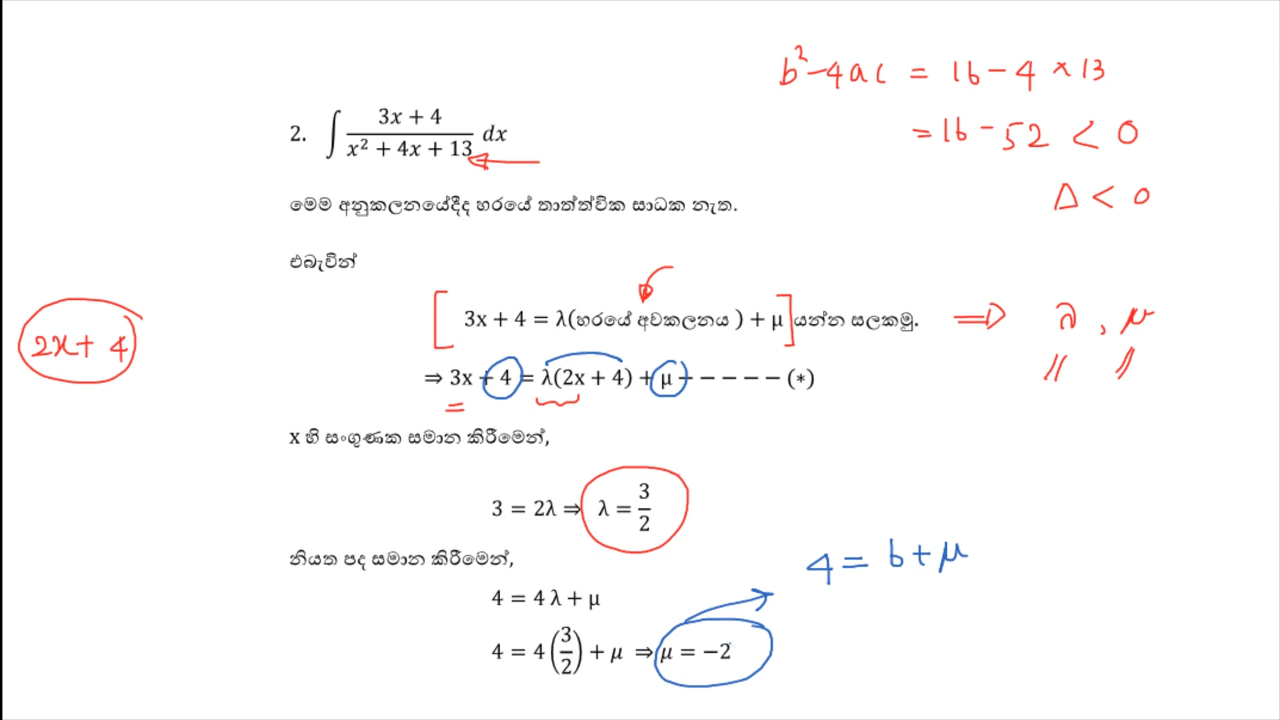 b²-4ac = 16-4×13
= 16-52 < 0
Δ < 0
2. ∫ (3x + 4)/(x² + 4x + 13) dx
මෙම අනුකලනයේදීද හරයේ තාත්ත්වික සාධක නැත.
එබැවින්
[3x + 4 = λ(හරයේ අවකලනය ) + μ] යන්න සලකමු. ⇒ λ, μ
2x+4
⇒ 3x + 4 = λ(2x + 4) + μ − − − − − (∗)
x හි සංගුණක සමාන කිරීමෙන්,
3 = 2λ ⇒ λ = 3/2
නියත පද සමාන කිරීමෙන්,
4 = 6+μ
4 = 4 λ + μ
4 = 4(3/2) + μ ⇒ μ = −2